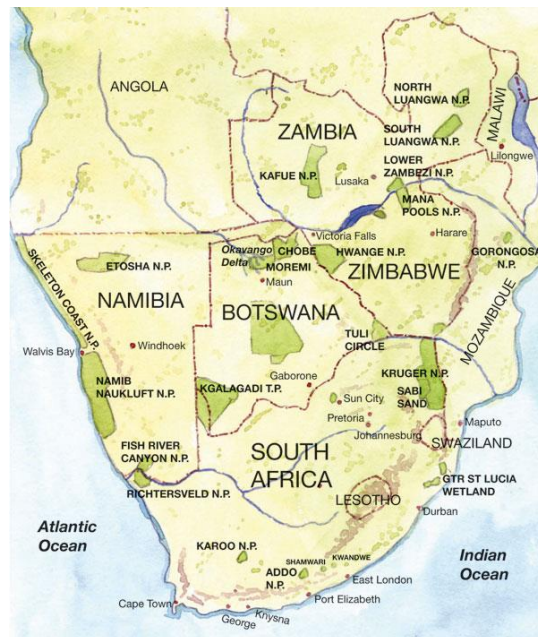 ANGOLA
NORTH
LUANGWA N.P.
MALAWI
ZAMBIA
SOUTH
LUANGWA N.P.
Lilongwe
LOWER
ZAMBEZI N.P.
KAFUE N.P.
Lusaka
MANA
POOLS N.P.
Victoria Falls
Harare
Okavango
Delta
CHOBE
MOREMI
Maun
HWANGE N.P.
GORONGOSA
N.P.
ZIMBABWE
ETOSHA N.P.
SKELETON COAST N.P.
NAMIBIA
BOTSWANA
MOZAMBIQUE
TULI
CIRCLE
Walvis Bay
Windhoek
Gaborone
KRUGER N.P.
NAMIB
NAUKLUFT N.P.
KGALAGADI T.P.
Sun City
SABI
SAND
Pretoria
Johannesburg
Maputo
SWAZILAND
FISH RIVER
CANYON N.P.
SOUTH
AFRICA
RICHTERSVELD N.P.
LESOTHO
GTR ST LUCIA
WETLAND
Durban
Atlantic
Ocean
Indian
Ocean
KAROO N.P.
SHAMWARI
KWANDWE
ADDO
N.P.
East London
Port Elizabeth
Cape Town
George
Knysna